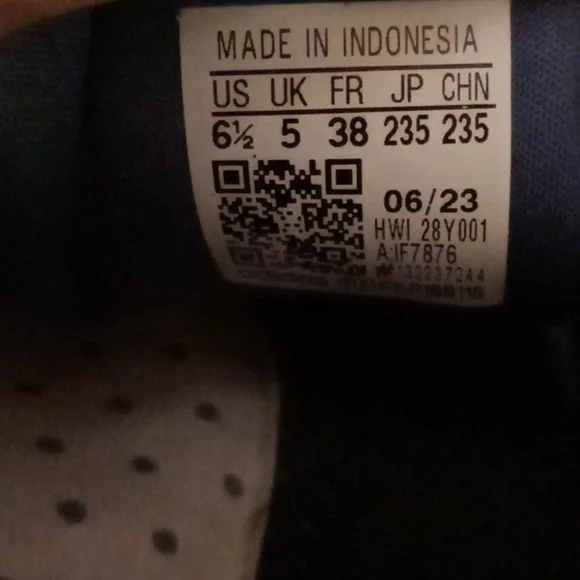 MADE IN INDONESIA
US UK FR JP CHN
6½ 5 38 235 235
06/23
HWI 28Y001
A:IF7876
#132237244